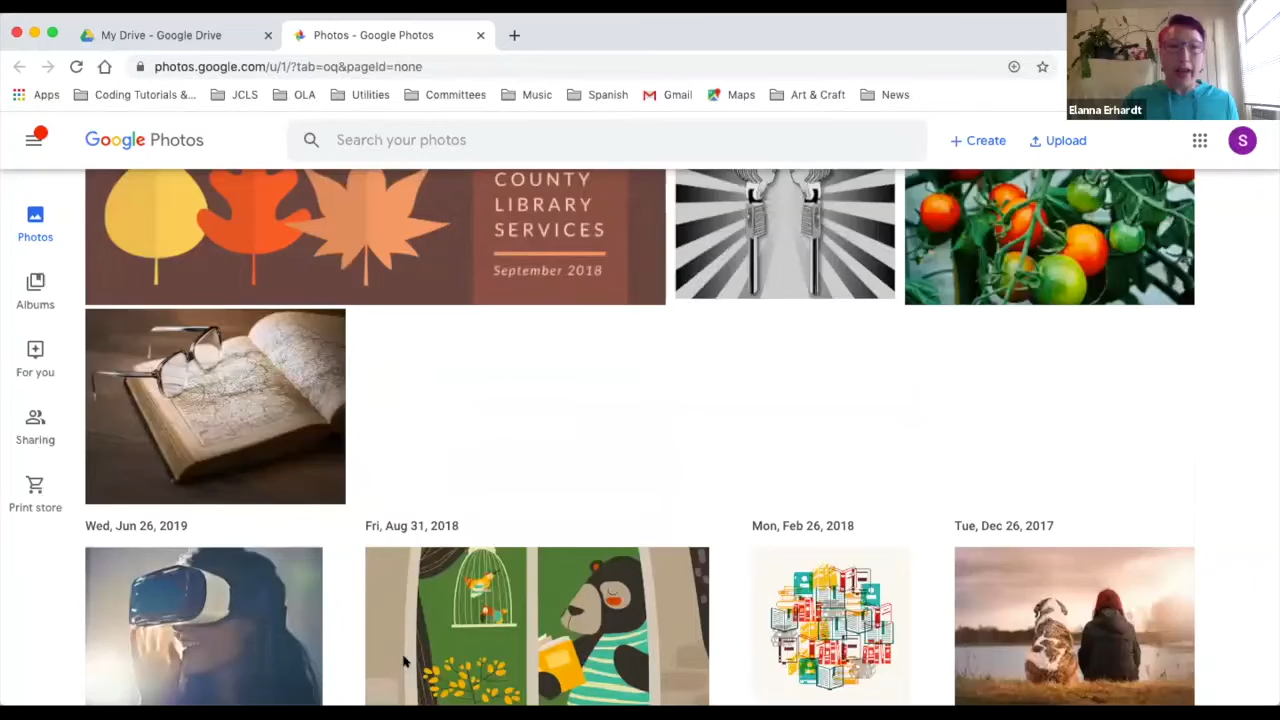 My Drive - Google Drive
Photos - Google Photos
photos.google.com/u/1/?tab=oq&pageId=none
Apps
Coding Tutorials &...
JCLS
OLA
Utilities
Committees
Music
Spanish
Gmail
Maps
Art & Craft
News
Elanna Erhardt
Google Photos
Search your photos
Create
Upload
S
Photos
Albums
For you
Sharing
Print store
COUNTY
LIBRARY
SERVICES
September 2018
Wed, Jun 26, 2019
Fri, Aug 31, 2018
Mon, Feb 26, 2018
Tue, Dec 26, 2017